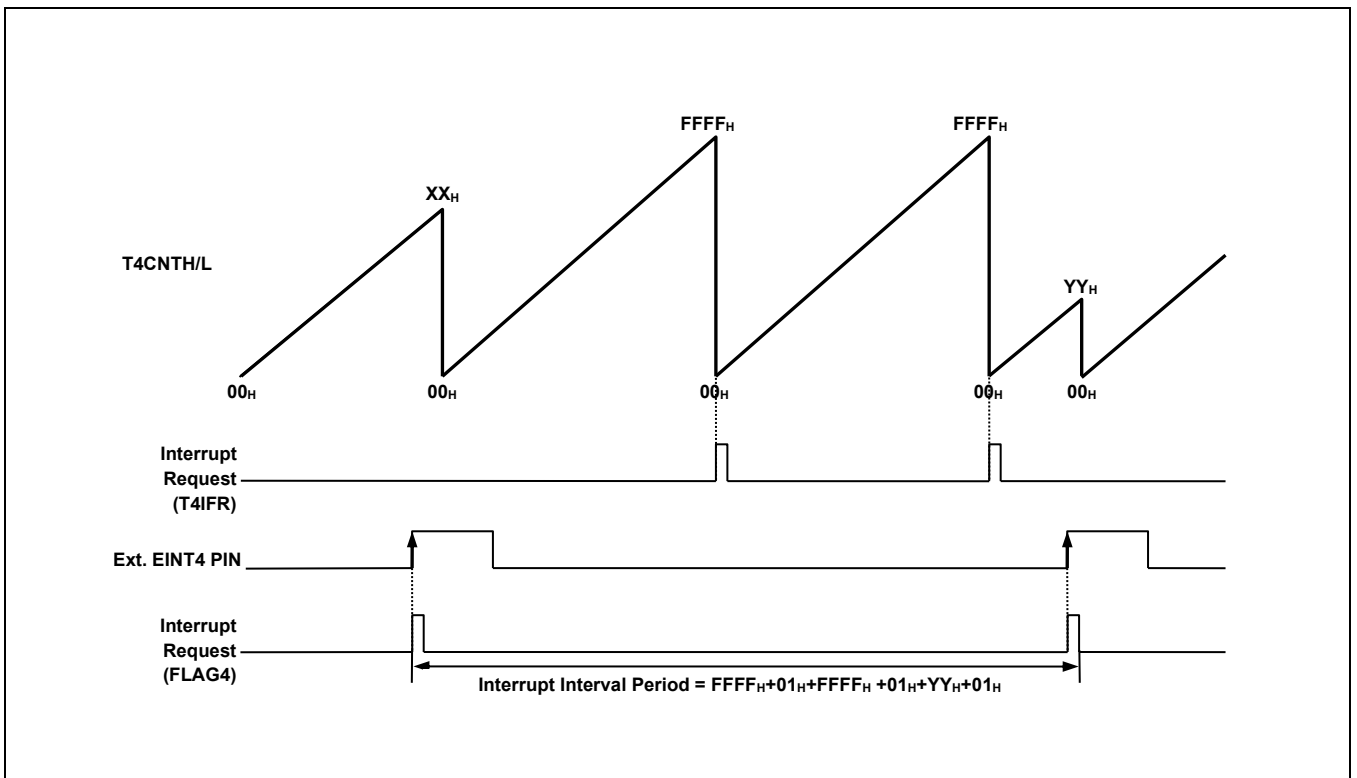 FFFFH
FFFFH
XXH
T4CNTH/L
YYH
00H
00H
00H
00H
00H
Interrupt
Request
(T4IFR)
Ext. EINT4 PIN
Interrupt
Request
(FLAG4)
Interrupt Interval Period = FFFFH+01H+FFFFH +01H+YYH+01H